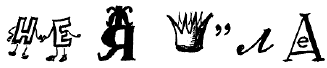 НЕ Я " Л А е